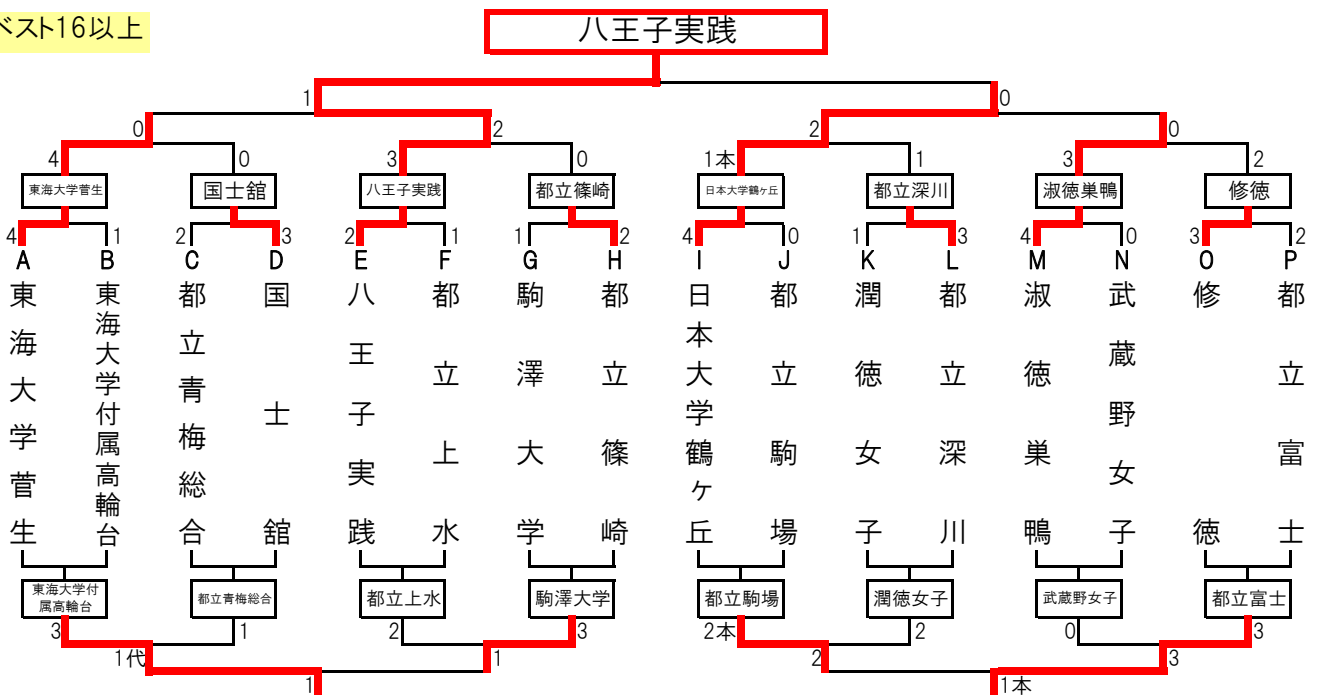 ベスト16以上
八王子実践
1 0
0 2 2 0
4 0 3 0 1本 1 3 2
東海大学菅生 国士舘 八王子実践 都立篠崎 日本大学鶴ヶ丘 都立深川 淑徳巣鴨 修徳
4 1 2 3 2 1 1 2 4 0 1 3 4 0 3 2
A B C D E F G H I J K L M N O P
東海大学菅生
東海大学付属高輪台
都立青梅総合
国士舘
八王子実践
都立上水
駒澤大学
都立篠崎
日本大学鶴ヶ丘
都立駒場
潤徳女子
都立深川
淑徳巣鴨
武蔵野女子
修徳
都立富士
東海大学付
属高輪台
都立青梅総合 都立上水 駒澤大学 都立駒場 潤徳女子 武蔵野女子 都立富士
3 1 2 3 2本 2 0 3
1代 1 2 3
1 1本